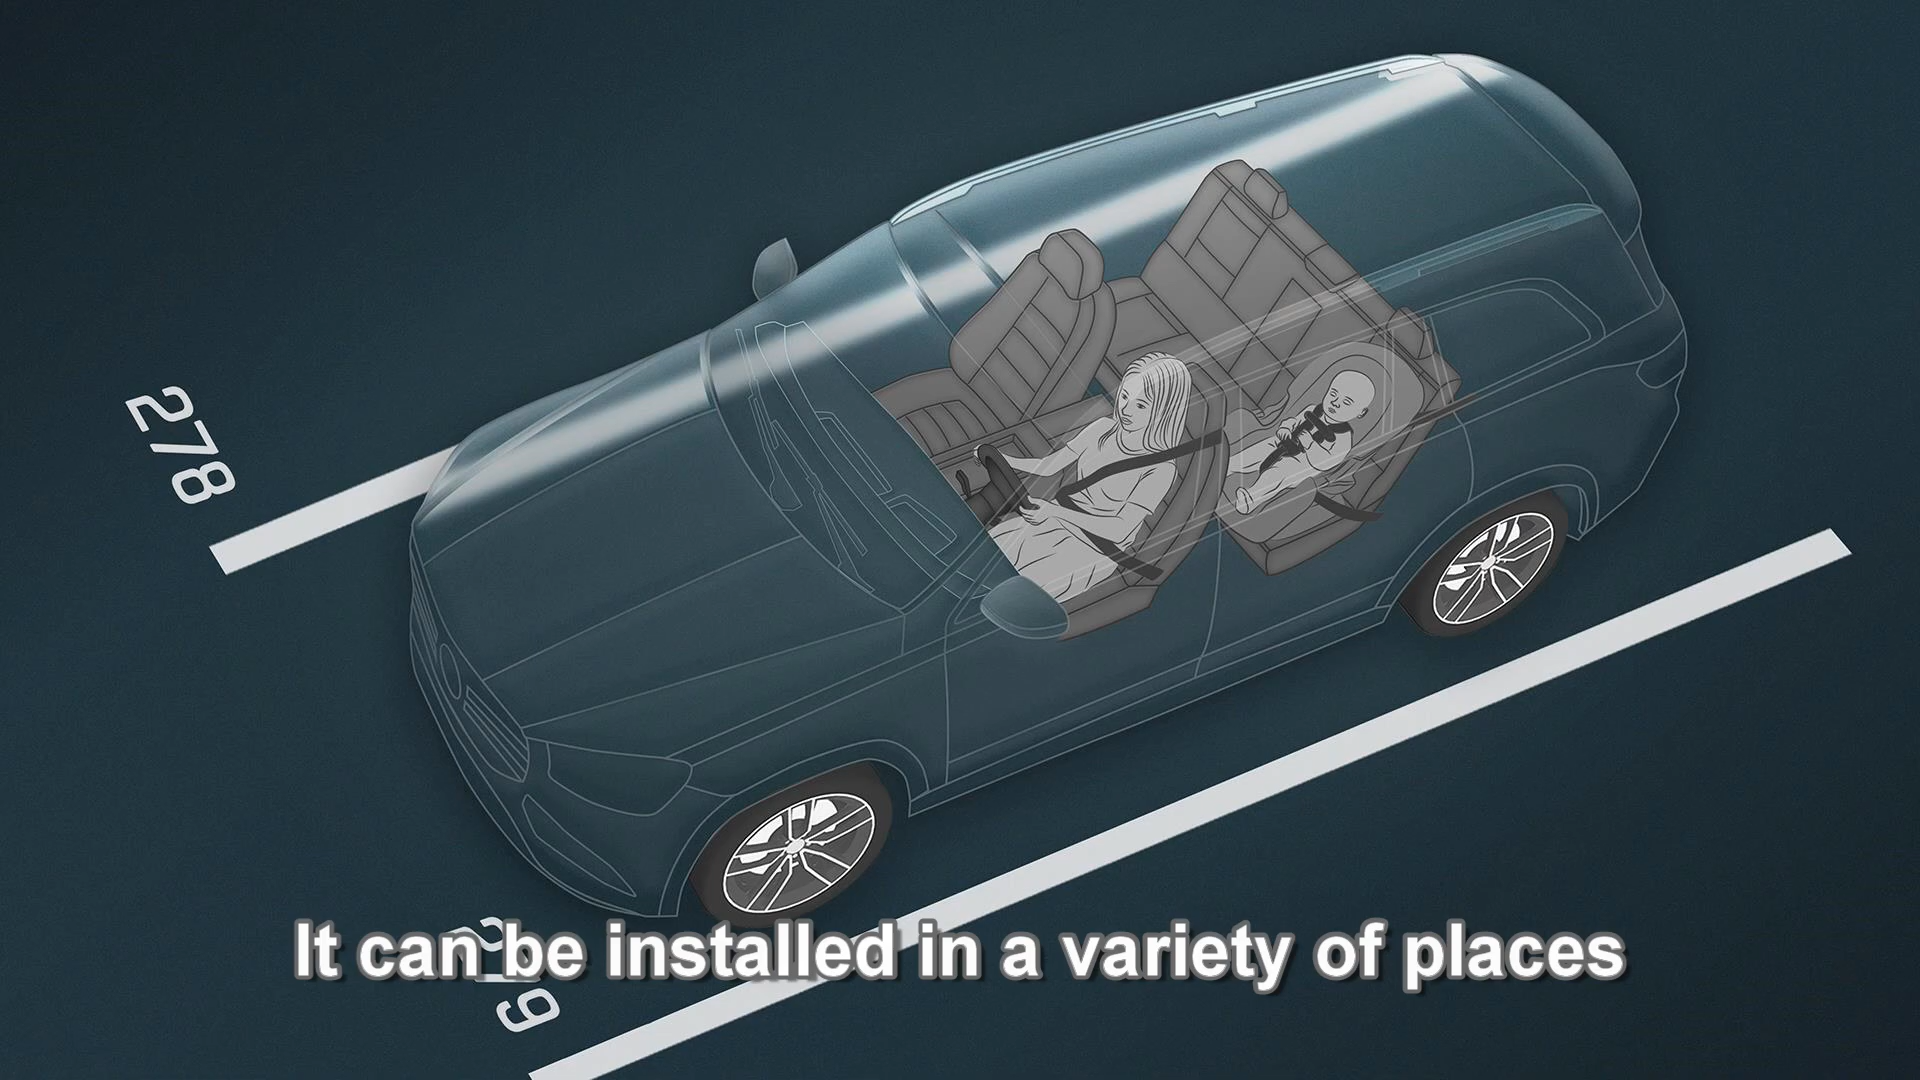 278
It can be installed in a variety of places